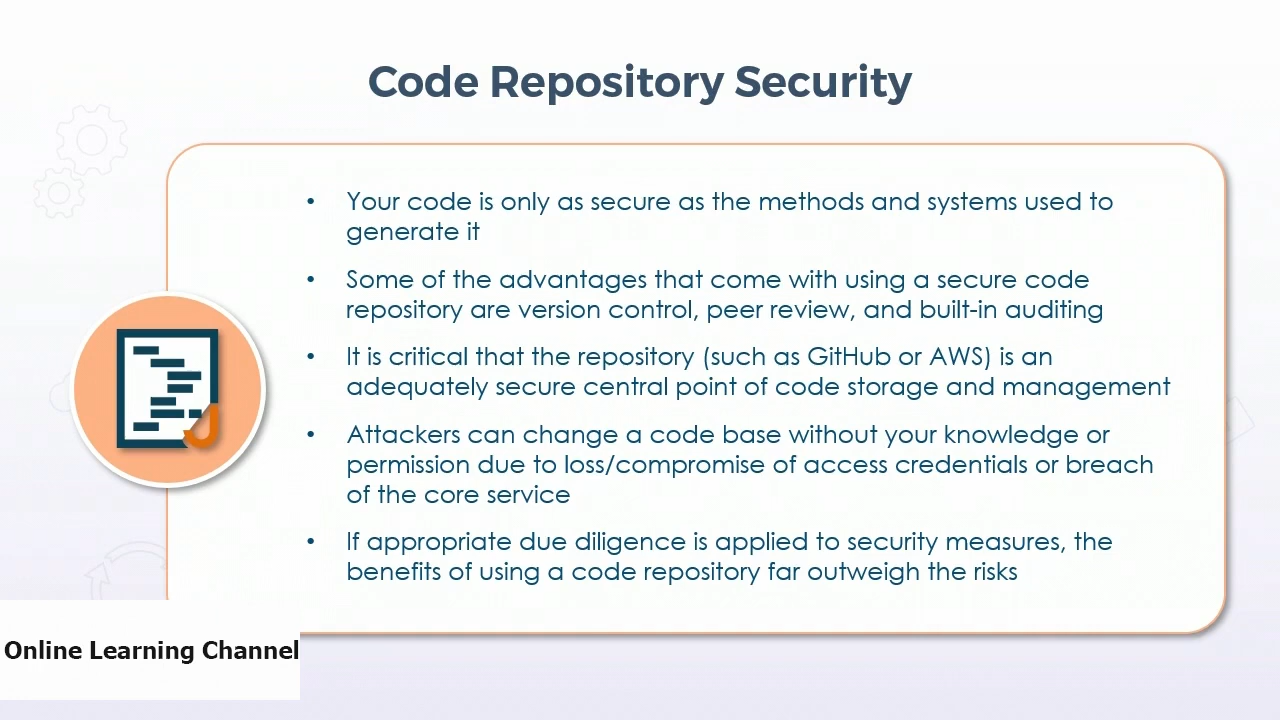 Code Repository Security
• Your code is only as secure as the methods and systems used to
generate it
• Some of the advantages that come with using a secure code
repository are version control, peer review, and built-in auditing
• It is critical that the repository (such as GitHub or AWS) is an
adequately secure central point of code storage and management
• Attackers can change a code base without your knowledge or
permission due to loss/compromise of access credentials or breach
of the core service
• If appropriate due diligence is applied to security measures, the
benefits of using a code repository far outweigh the risks
Online Learning Channel